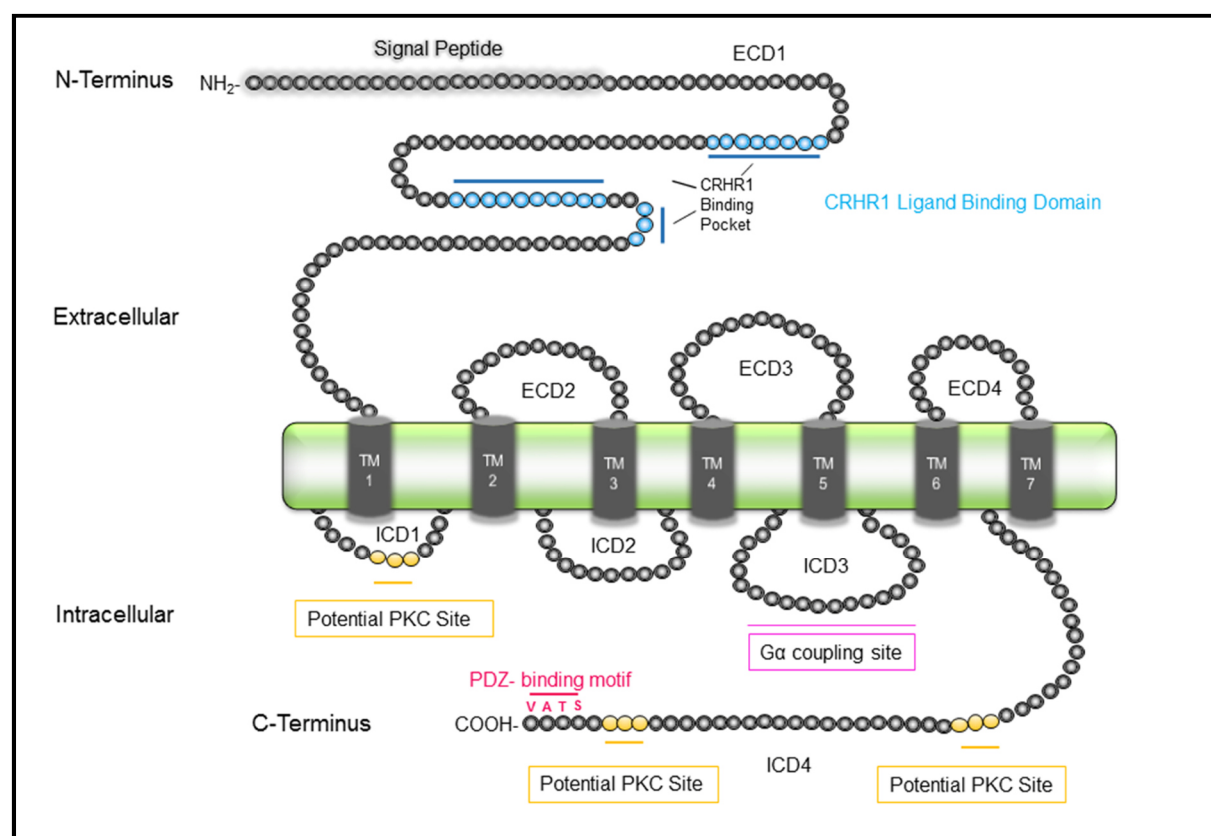 Signal Peptide
ECD1
N-Terminus
NH2-
CRHR1
Binding
Pocket
CRHR1 Ligand Binding Domain
Extracellular
ECD2
ECD3
ECD4
TM
1
TM
2
TM
3
TM
4
TM
5
TM
6
TM
7
ICD1
ICD2
ICD3
Intracellular
Potential PKC Site
Gα coupling site
PDZ- binding motif
V A T S
C-Terminus
COOH-
ICD4
Potential PKC Site
Potential PKC Site